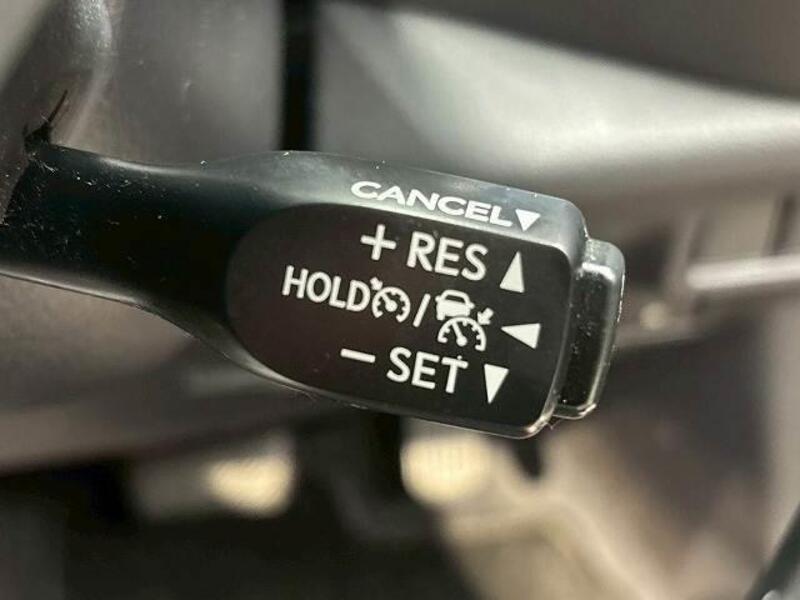 CANCEL▼
+ RES ▲
HOLD / ◀
− SET ▼